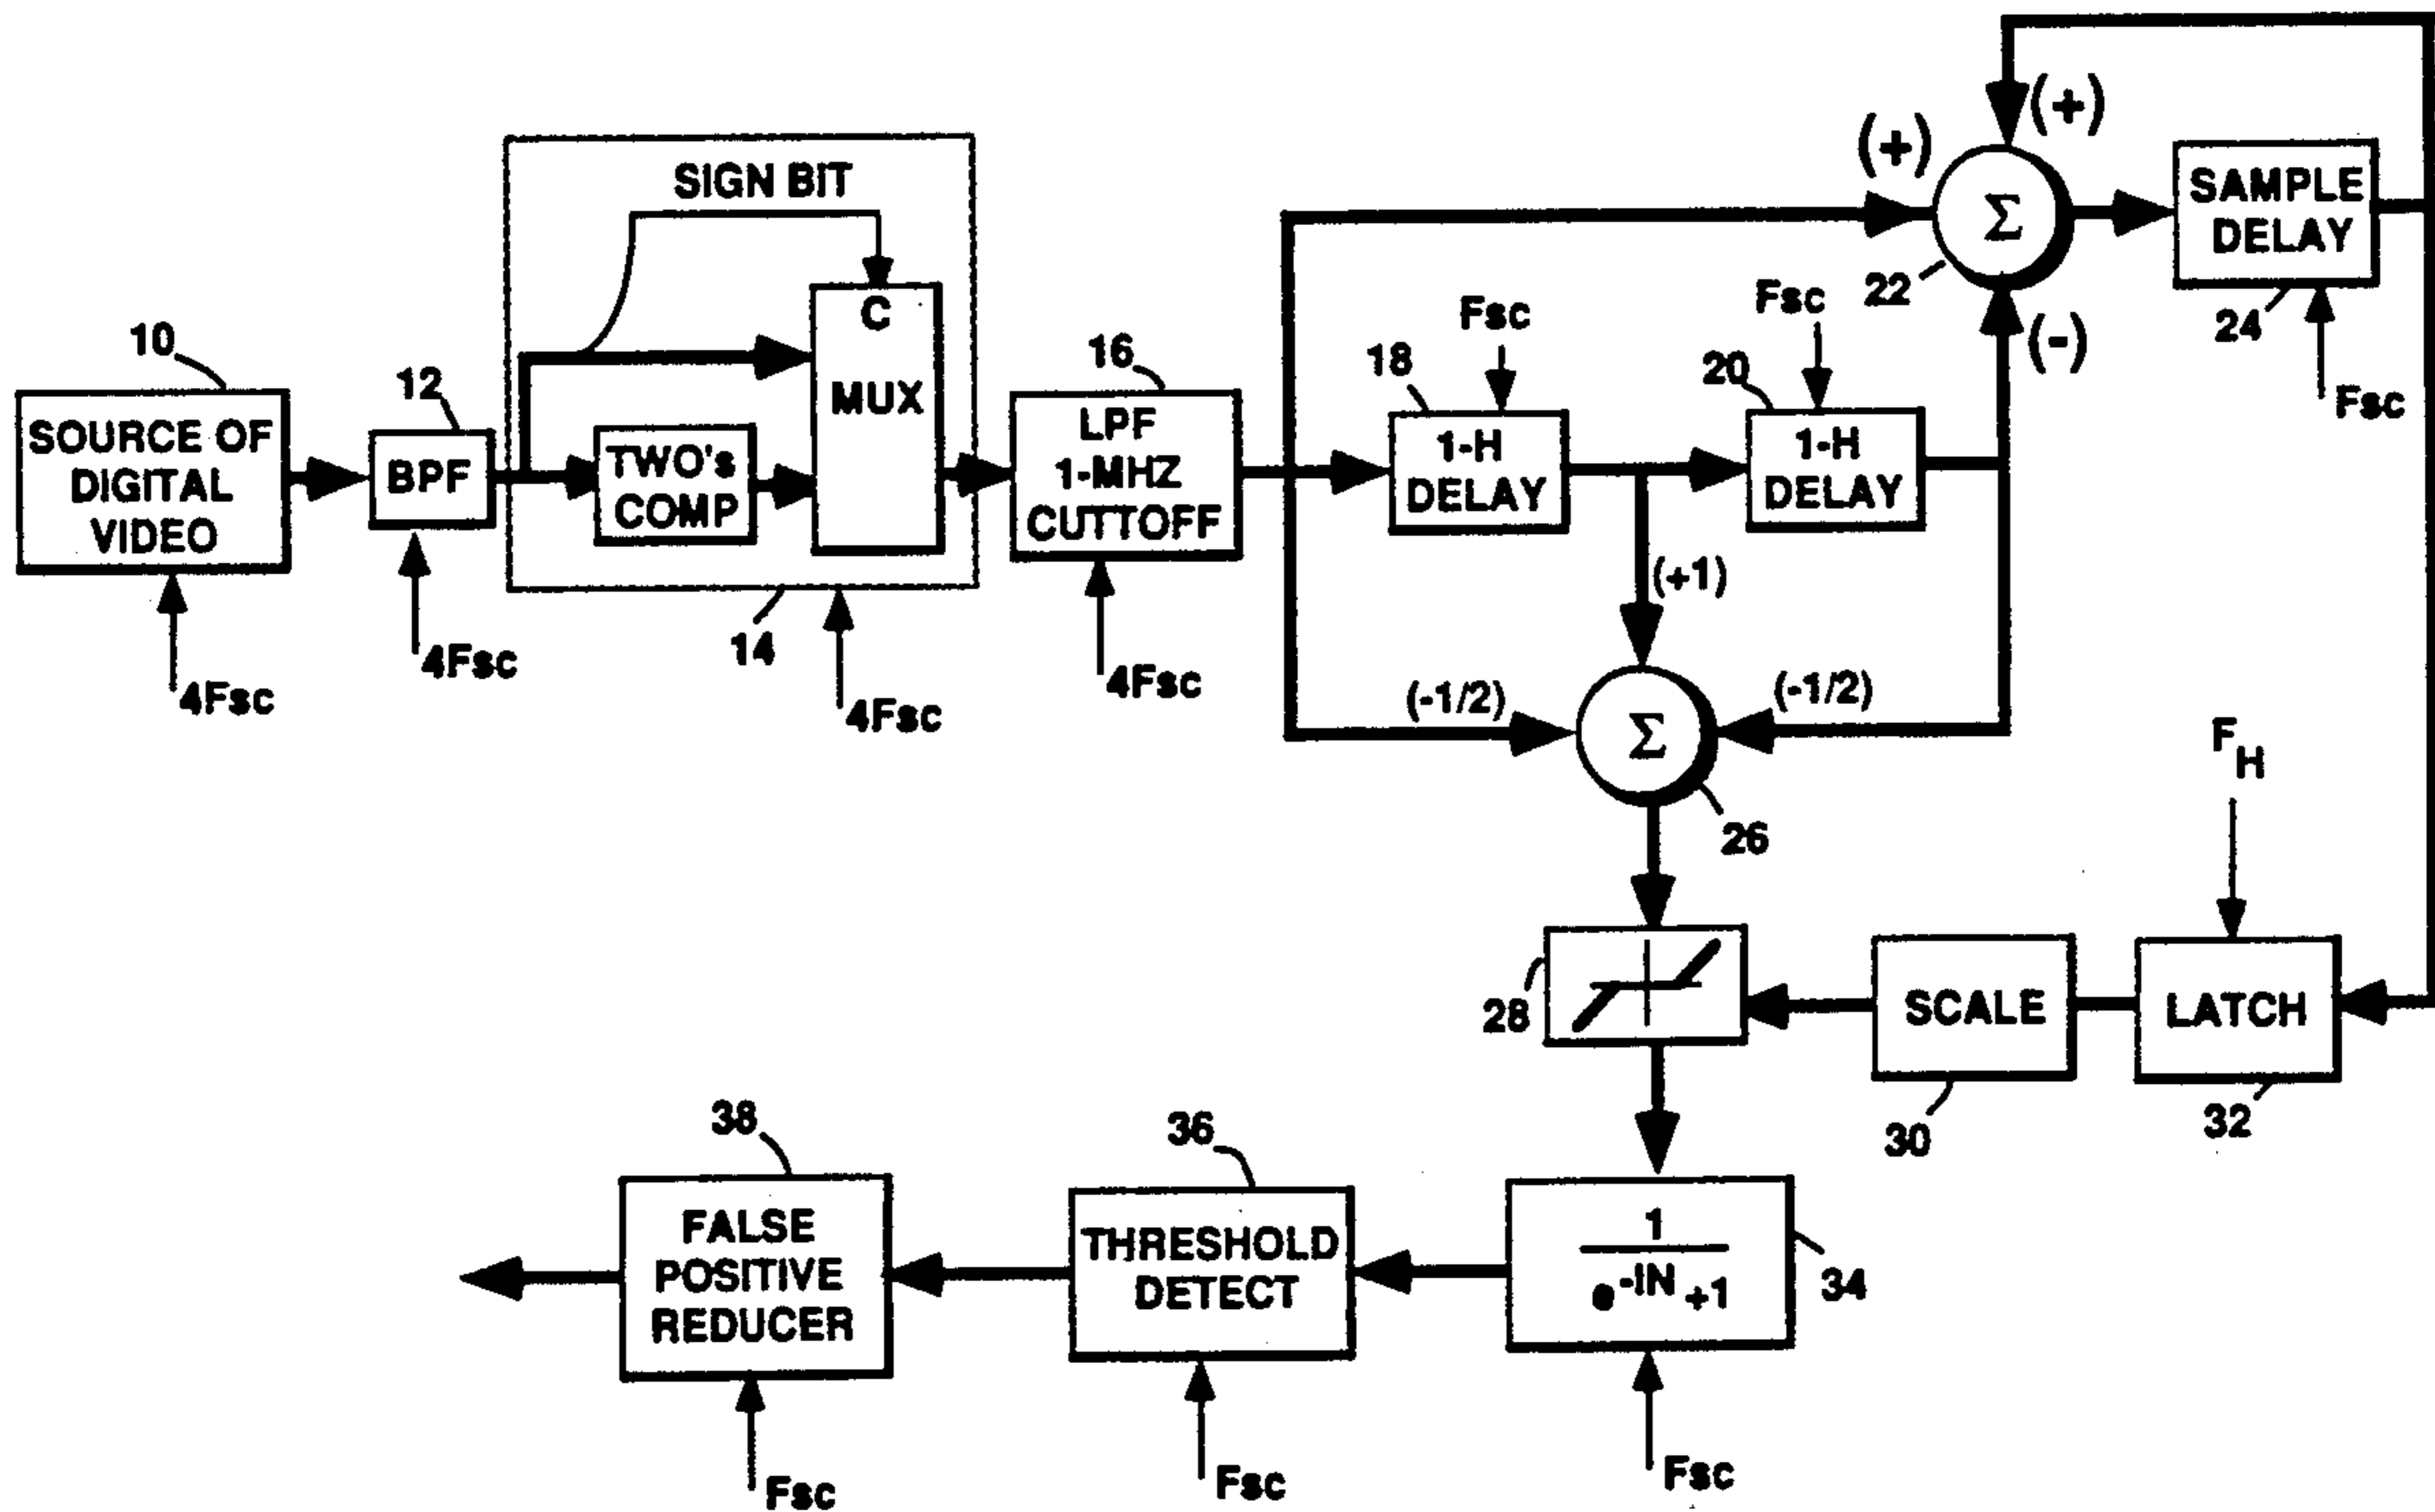 SIGN BIT
C
MUX
10
SOURCE OF
DIGITAL
VIDEO
4Fsc
12
BPF
4Fsc
TWO's
COMP
14
4Fsc
16
LPF
1-MHZ
CUTTOFF
4Fsc
18
Fsc
1-H
DELAY
20
Fsc
1-H
DELAY
(+)
(+)
Σ
22
(-)
SAMPLE
DELAY
24
Fsc
(+1)
(-1/2)
(-1/2)
Σ
26
FH
28
SCALE
30
LATCH
32
38
FALSE
POSITIVE
REDUCER
Fsc
36
THRESHOLD
DETECT
Fsc
1
e-IN +1
34
Fsc